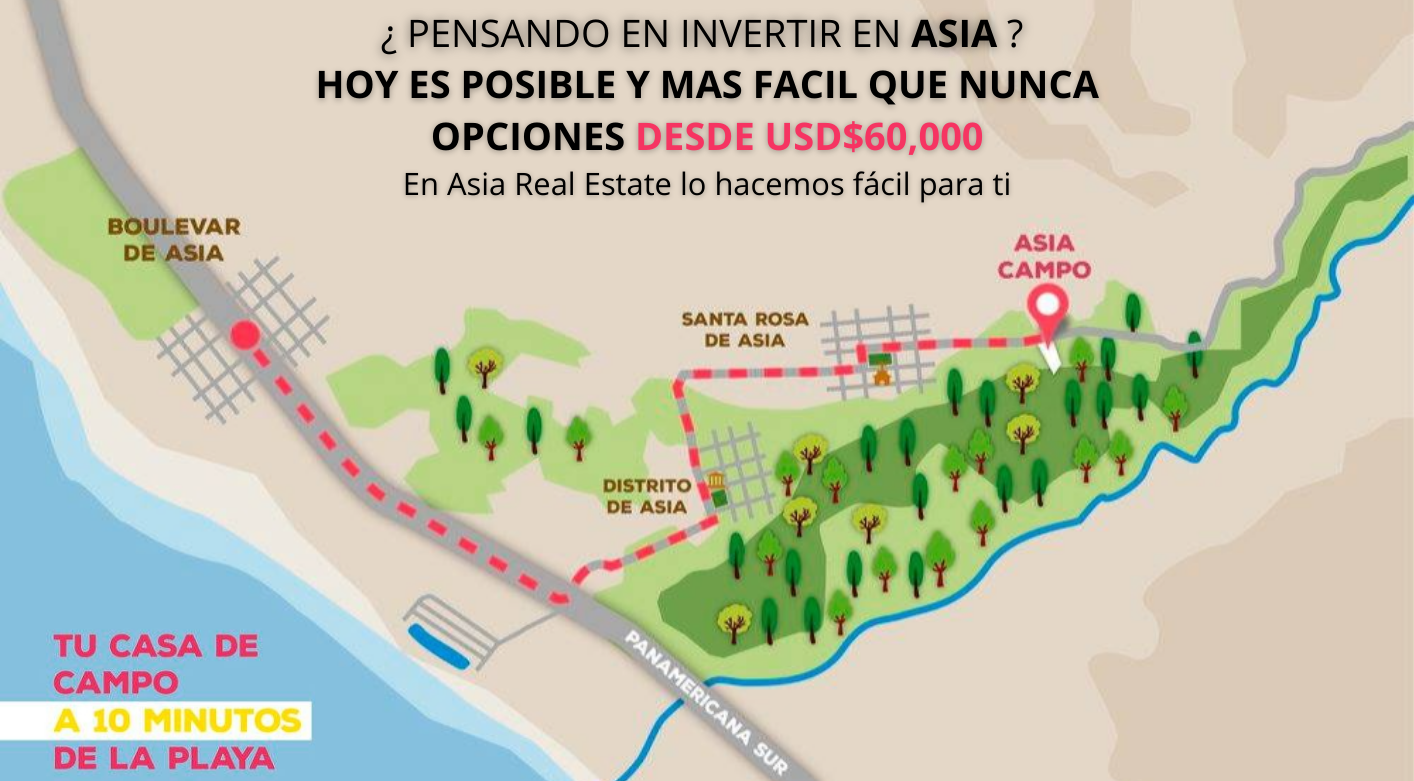 ¿ PENSANDO EN INVERTIR EN ASIA ?
HOY ES POSIBLE Y MAS FACIL QUE NUNCA
OPCIONES DESDE USD$60,000
En Asia Real Estate lo hacemos fácil para ti
BOULEVAR
DE ASIA
ASIA
CAMPO
SANTA ROSA
DE ASIA
DISTRITO
DE ASIA
PANAMERICANA SUR
TU CASA DE
CAMPO
A 10 MINUTOS
DE LA PLAYA